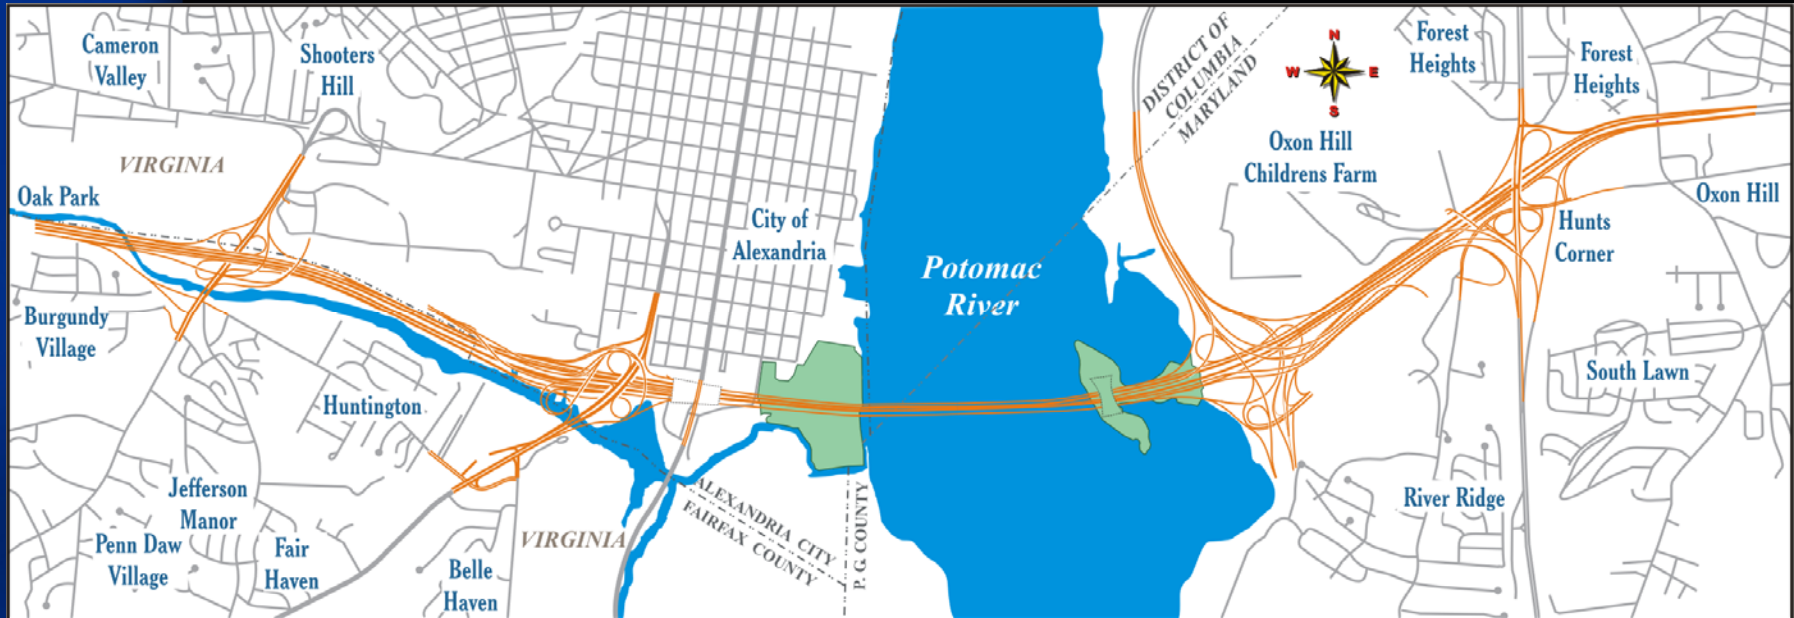 Cameron
Valley
Shooters
Hill
VIRGINIA
Oak Park
Burgundy
Village
Huntington
Jefferson
Manor
Penn Daw
Village
Fair
Haven
Belle
Haven
VIRGINIA
City of
Alexandria
ALEXANDRIA CITY
FAIRFAX COUNTY
P. G. COUNTY
Potomac
River
DISTRICT OF
COLUMBIA
MARYLAND
N
W
E
S
Oxon Hill
Childrens Farm
Forest
Heights
Forest
Heights
Oxon Hill
Hunts
Corner
South Lawn
River Ridge